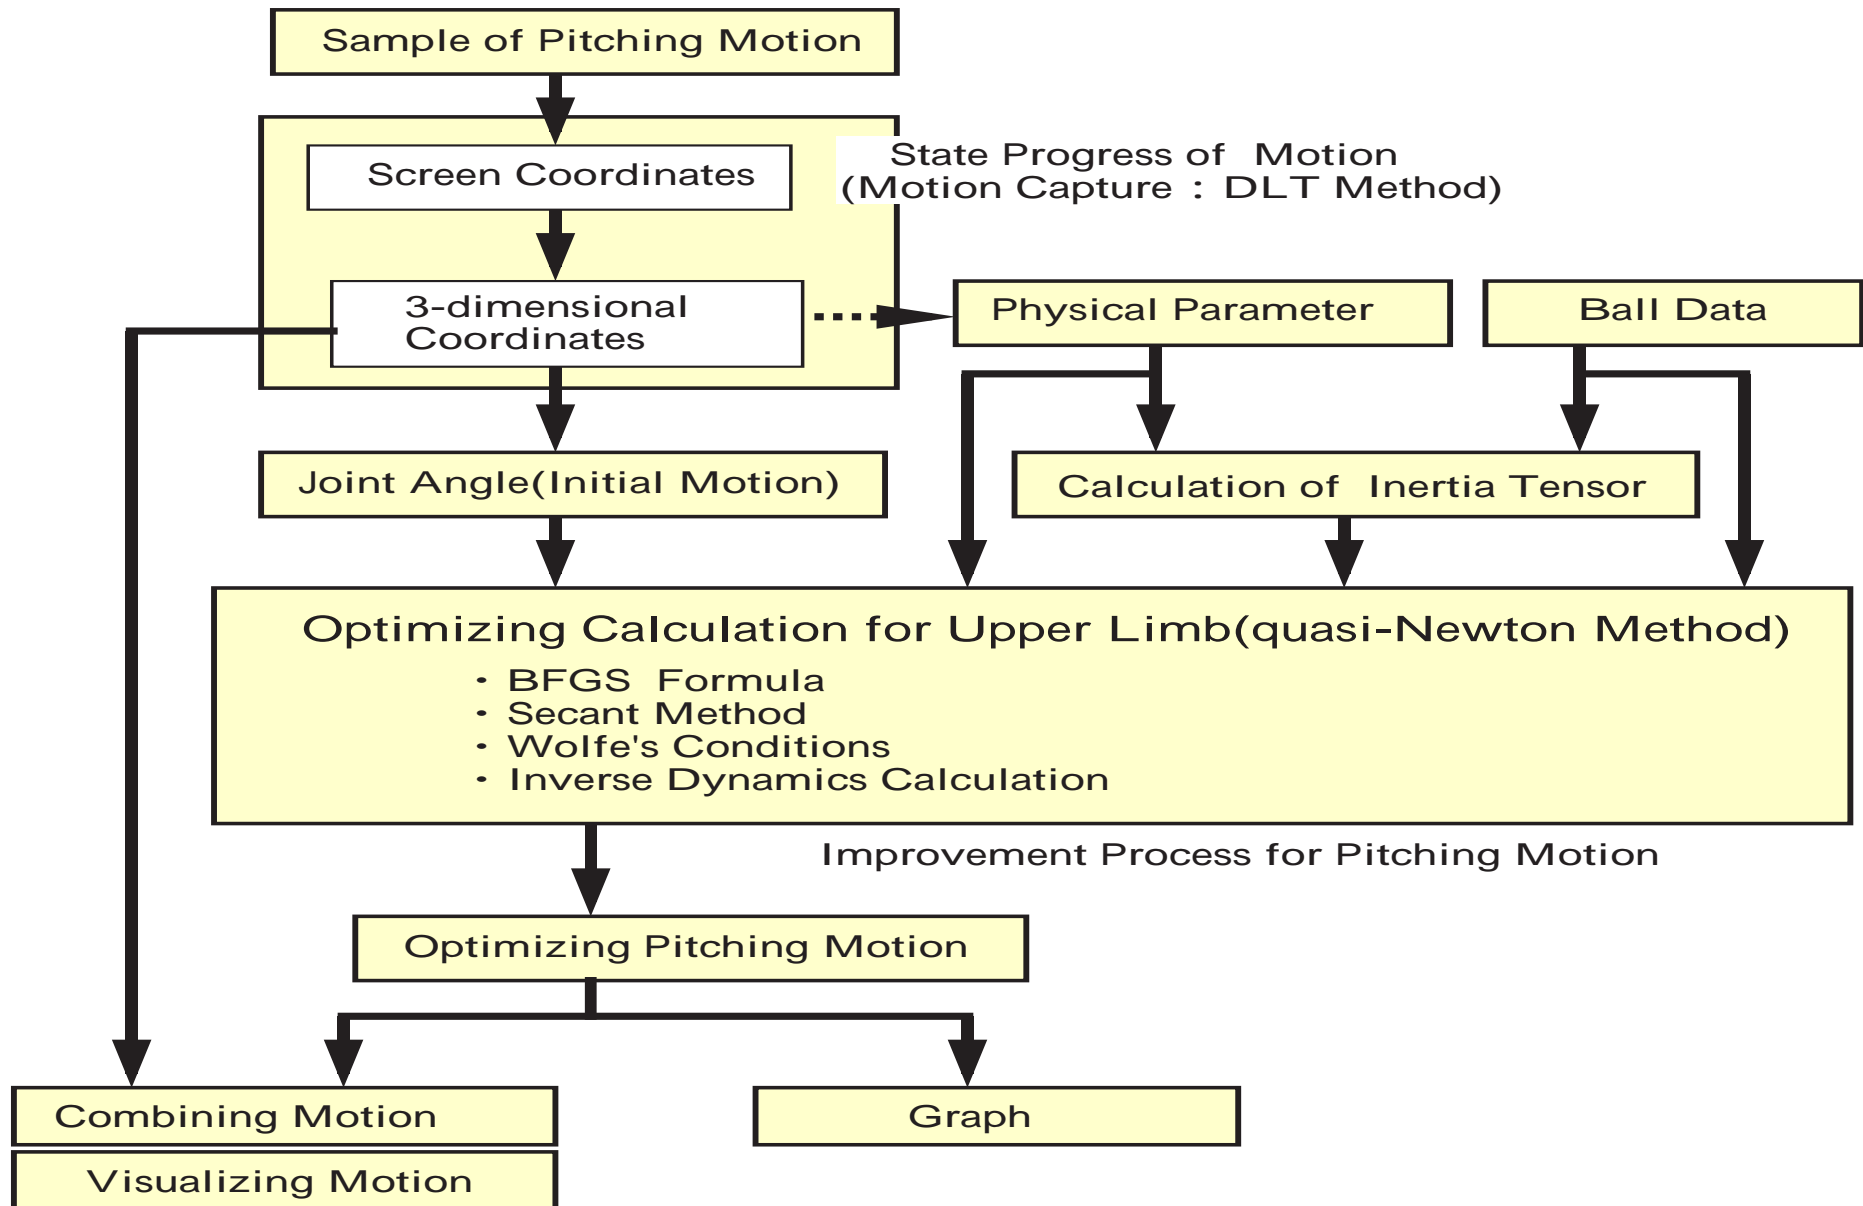 Sample of Pitching Motion
Screen Coordinates
State Progress of Motion
(Motion Capture : DLT Method)
3-dimensional
Coordinates
Physical Parameter
Ball Data
Joint Angle(Initial Motion)
Calculation of Inertia Tensor
Optimizing Calculation for Upper Limb(quasi-Newton Method)
・ BFGS Formula
・ Secant Method
・ Wolfe's Conditions
・ Inverse Dynamics Calculation
Improvement Process for Pitching Motion
Optimizing Pitching Motion
Combining Motion
Graph
Visualizing Motion